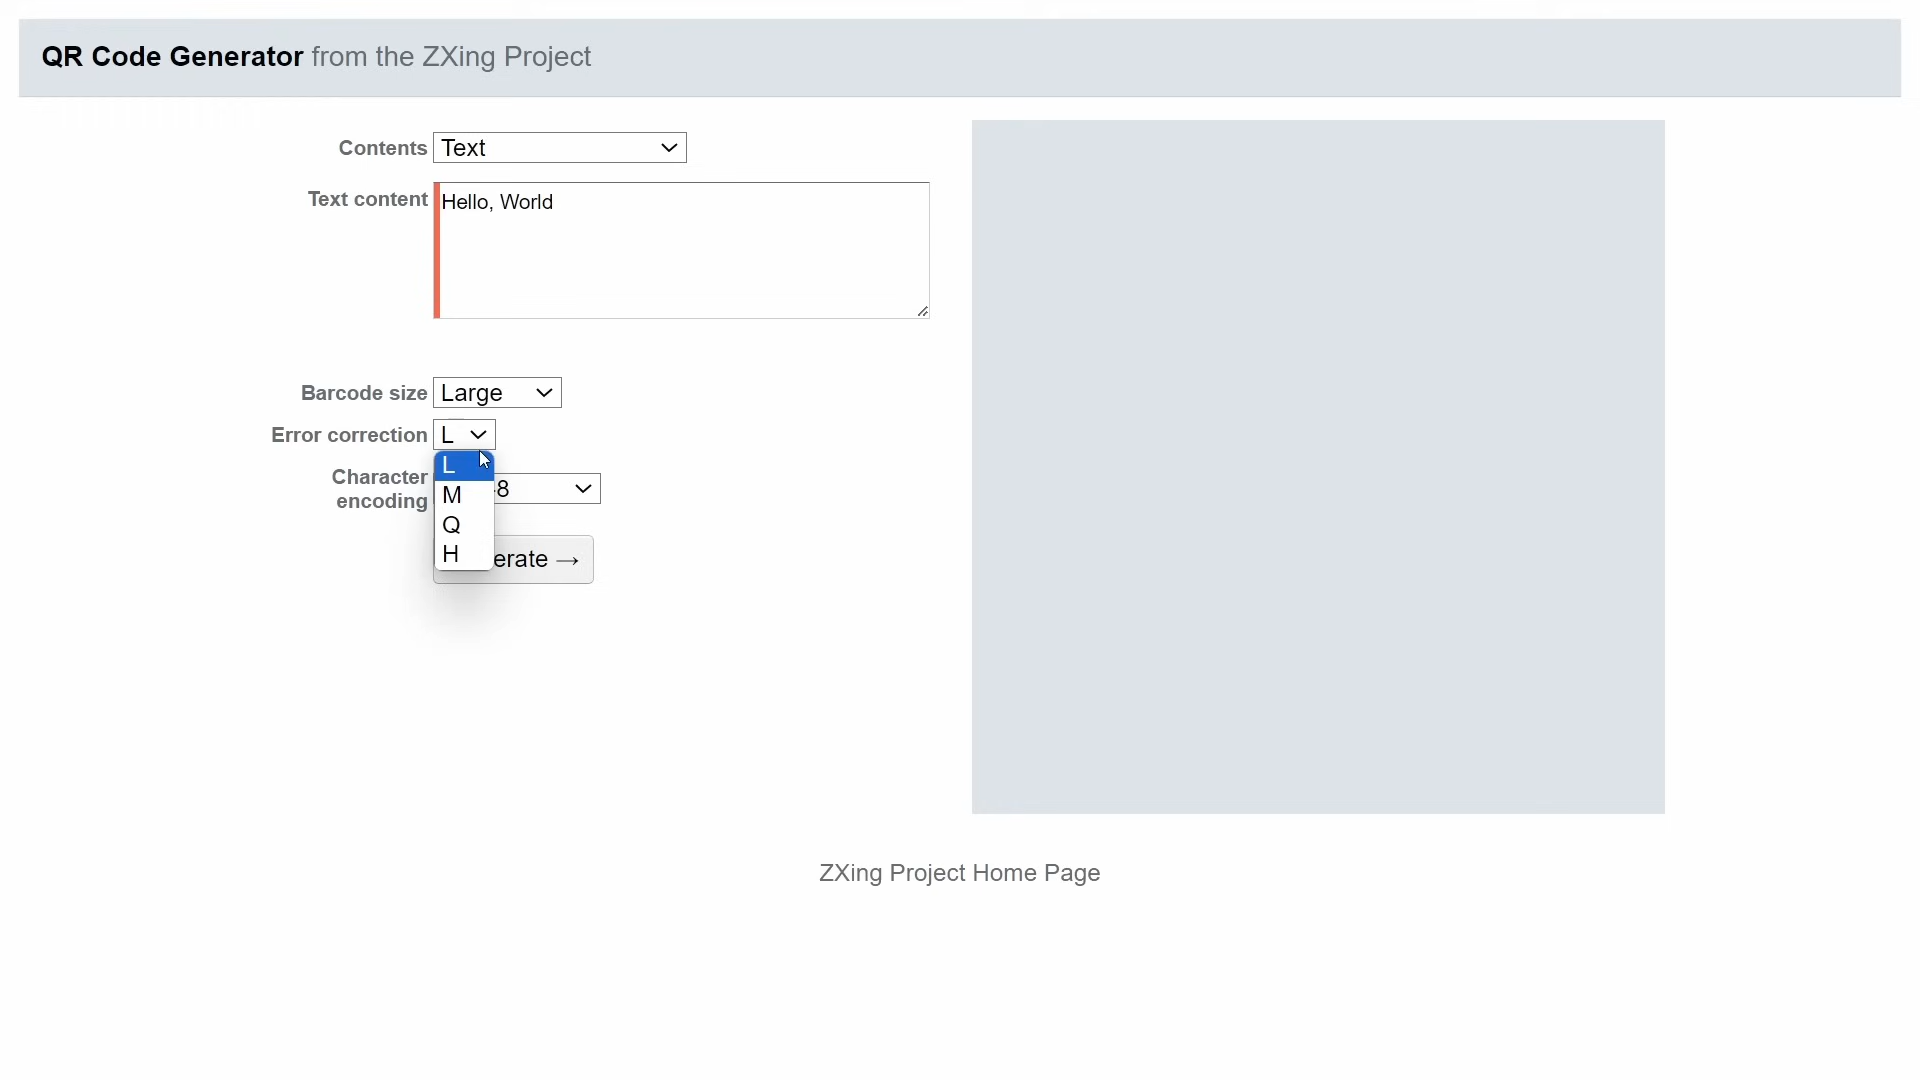 QR Code Generator from the ZXing Project
Contents Text
Text content Hello, World
Barcode size Large
Error correction L
L
M
Q
H
Character encoding 8
erate →
ZXing Project Home Page